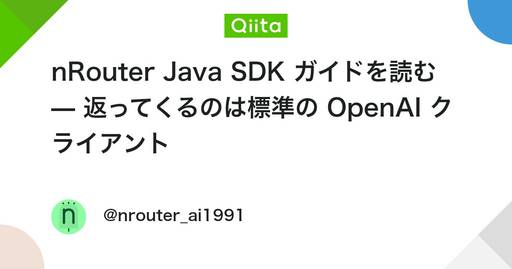 Qiita
nRouter Java SDK ガイドを読む
— 返ってくるのは標準の OpenAI ク
ライアント
n
@nrouter_ai1991